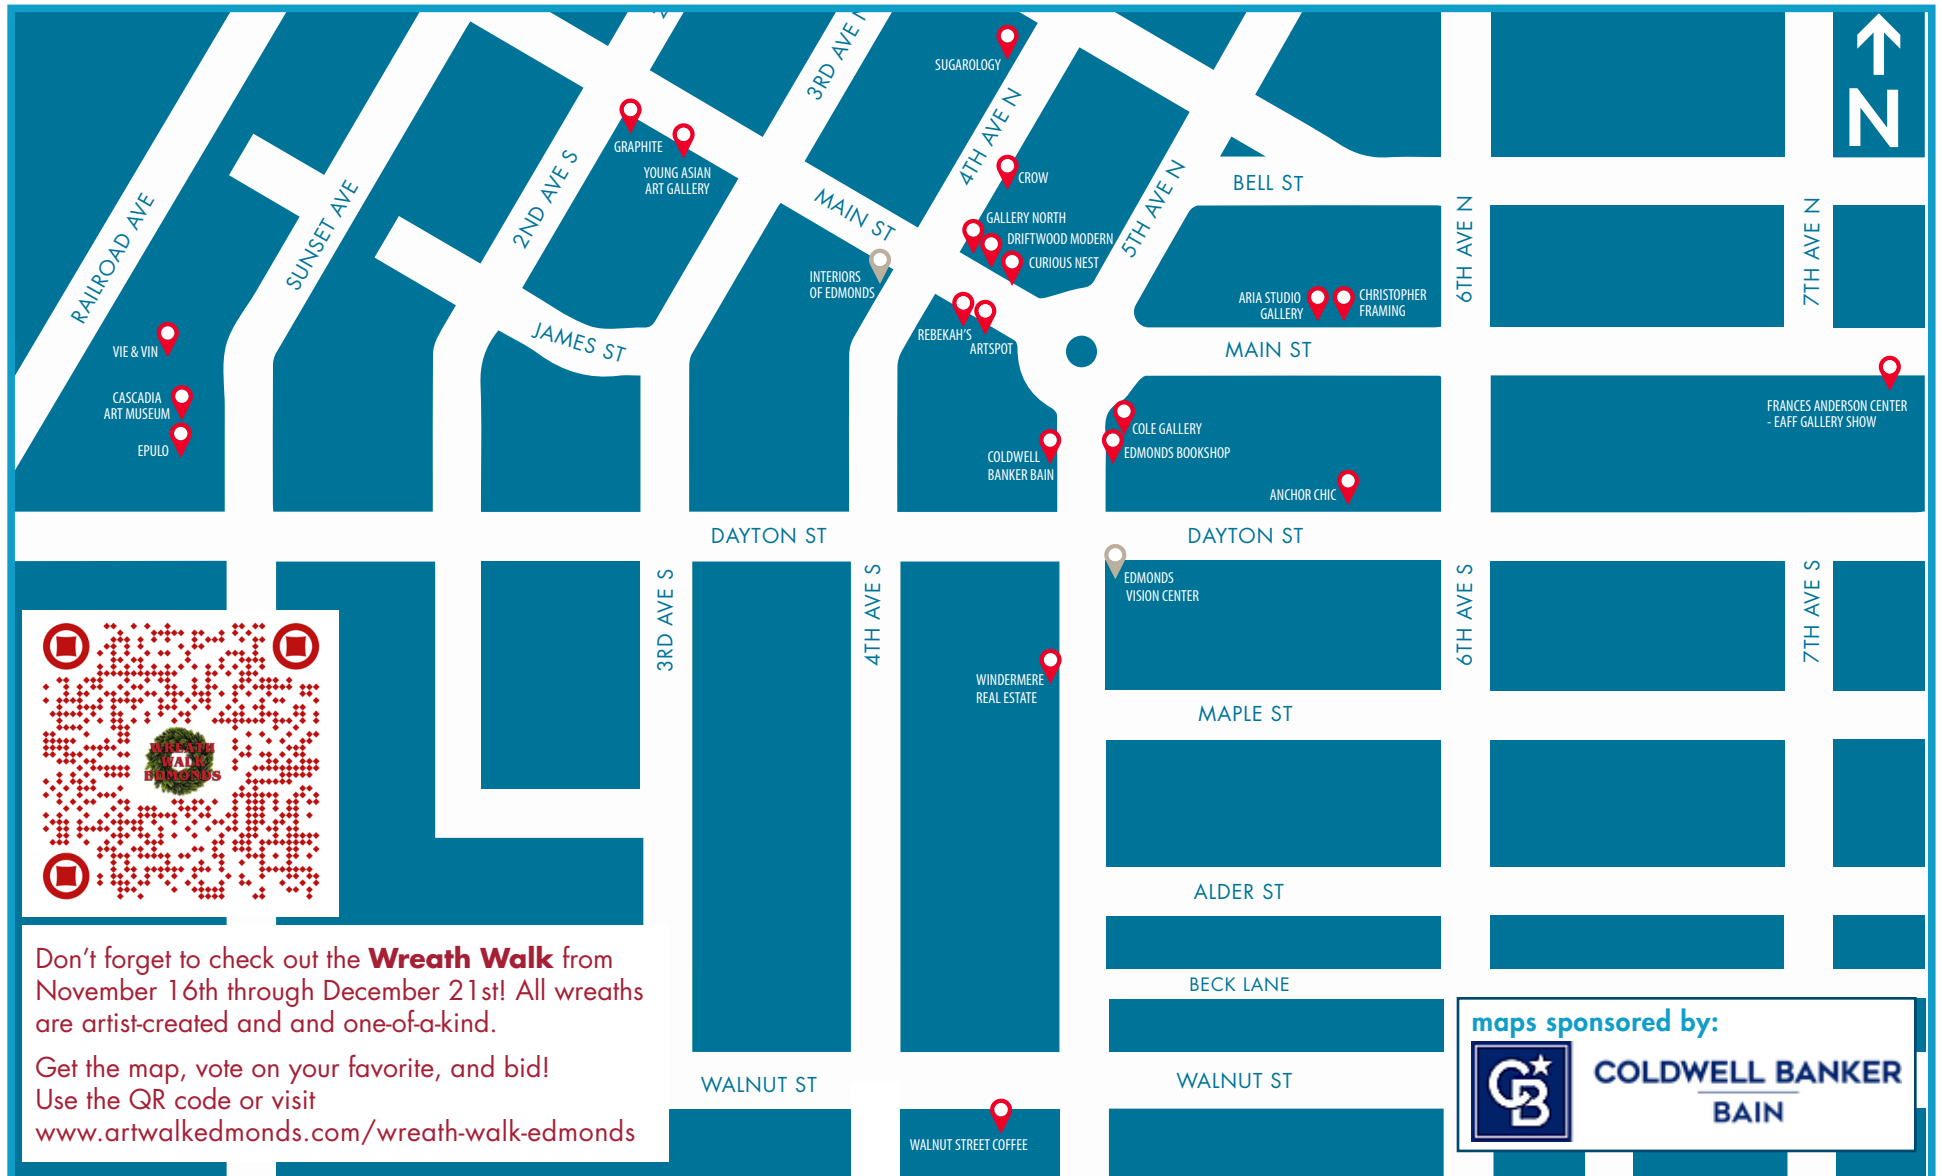 3RD AVE N
SUGAROLOGY
N
4TH AVE N
GRAPHITE
YOUNG ASIAN
ART GALLERY
2ND AVE S
CROW
BELL ST
RAILROAD AVE
SUNSET AVE
MAIN ST
GALLERY NORTH
DRIFTWOOD MODERN
CURIOUS NEST
5TH AVE N
6TH AVE N
7TH AVE N
INTERIORS
OF EDMONDS
ARIA STUDIO
GALLERY
CHRISTOPHER
FRAMING
JAMES ST
REBEKAH'S
ARTSPOT
MAIN ST
VIE & VIN
CASCADIA
ART MUSEUM
EPULO
FRANCES ANDERSON CENTER
- EAFF GALLERY SHOW
COLE GALLERY
EDMONDS BOOKSHOP
COLDWELL
BANKER BAIN
ANCHOR CHIC
DAYTON ST
DAYTON ST
EDMONDS
VISION CENTER
3RD AVE S
4TH AVE S
6TH AVE S
7TH AVE S
WINDERMERE
REAL ESTATE
MAPLE ST
WREATH
WALK
EDMONDS
ALDER ST
BECK LANE
WALNUT ST
WALNUT ST
WALNUT STREET COFFEE
Don't forget to check out the Wreath Walk from
November 16th through December 21st! All wreaths
are artist-created and and one-of-a-kind.
Get the map, vote on your favorite, and bid!
Use the QR code or visit
www.artwalkedmonds.com/wreath-walk-edmonds
maps sponsored by:
CB
COLDWELL BANKER
BAIN